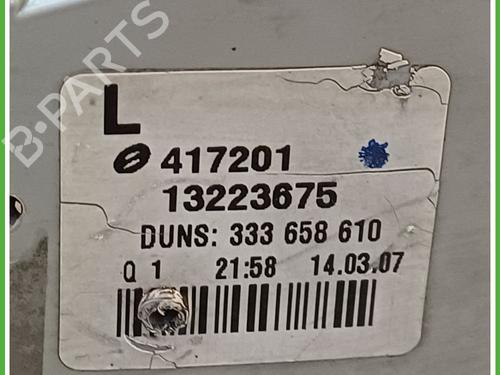 B-PARTS
L
417201
13223675
DUNS: 333 658 610
Q 1 21:58 14.03.07